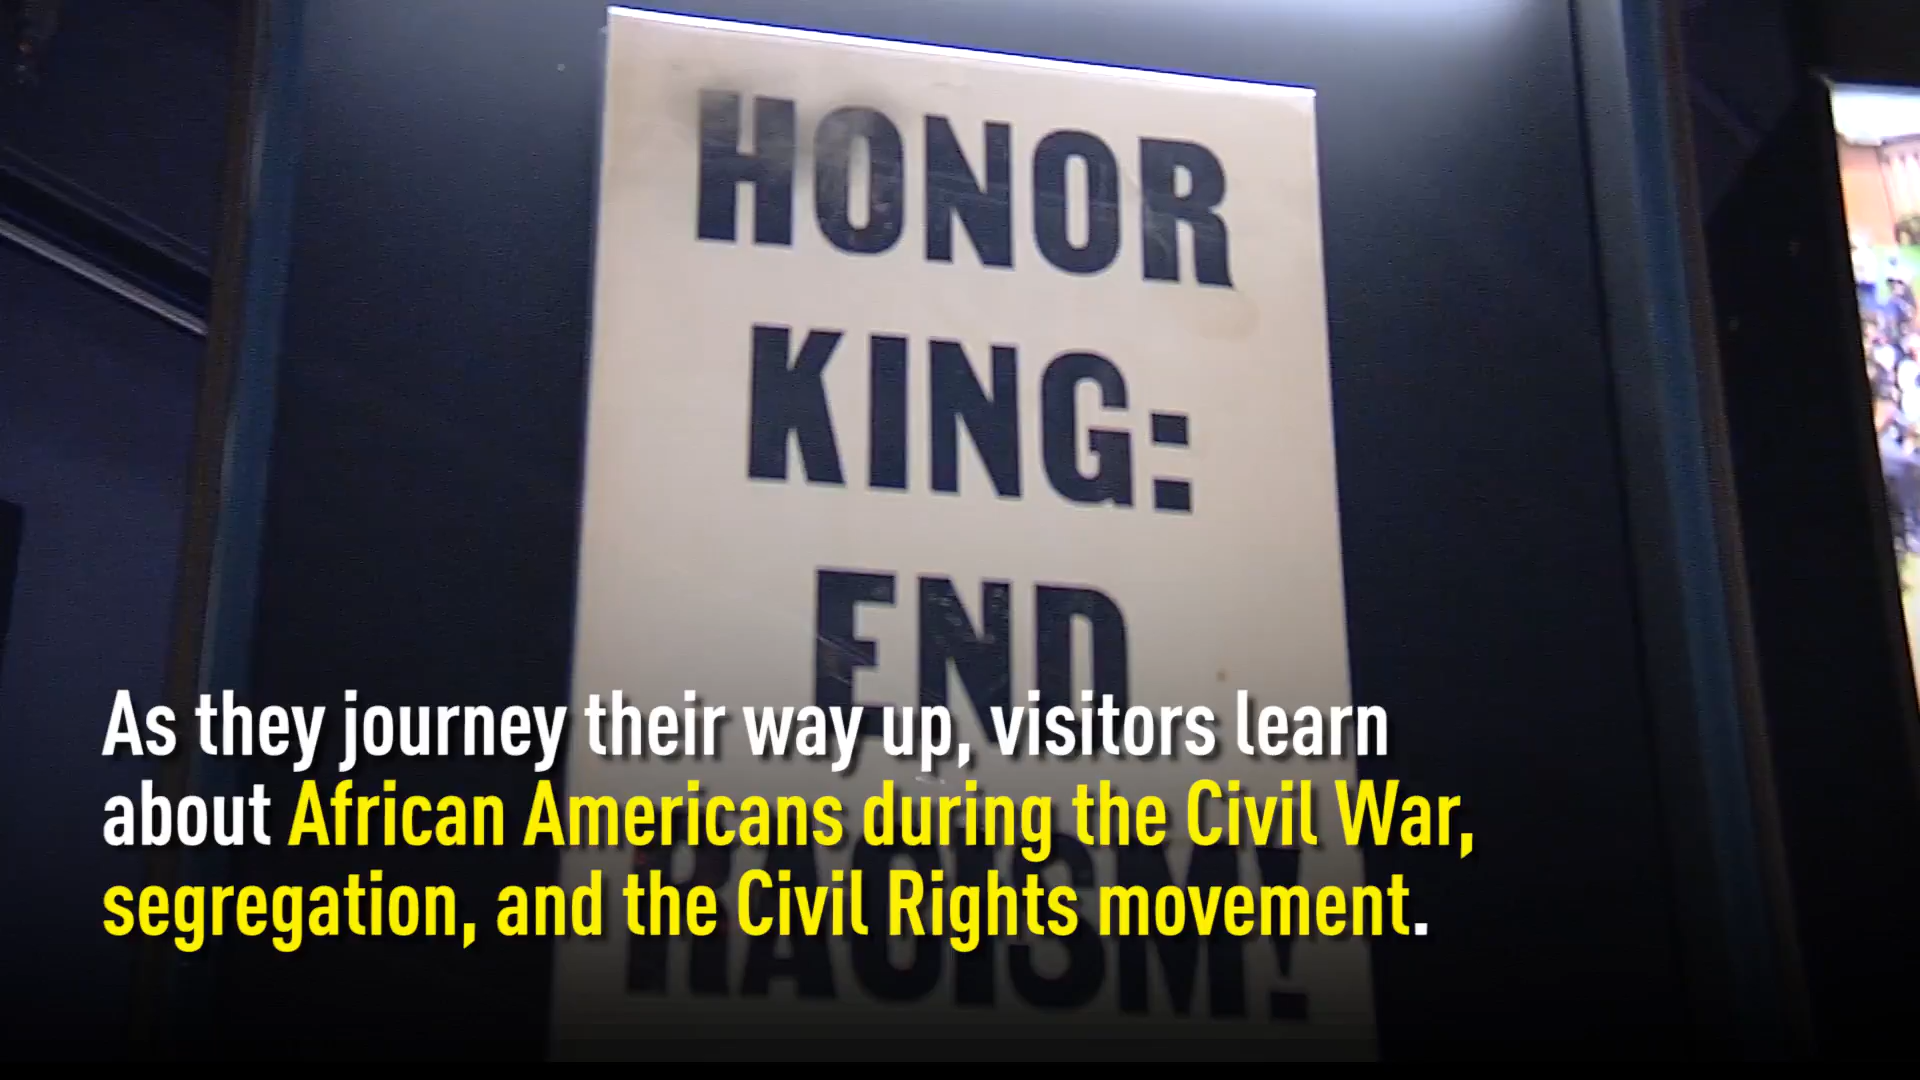 HONOR
KING:
END
RACISM!
As they journey their way up, visitors learn
about African Americans during the Civil War,
segregation, and the Civil Rights movement.